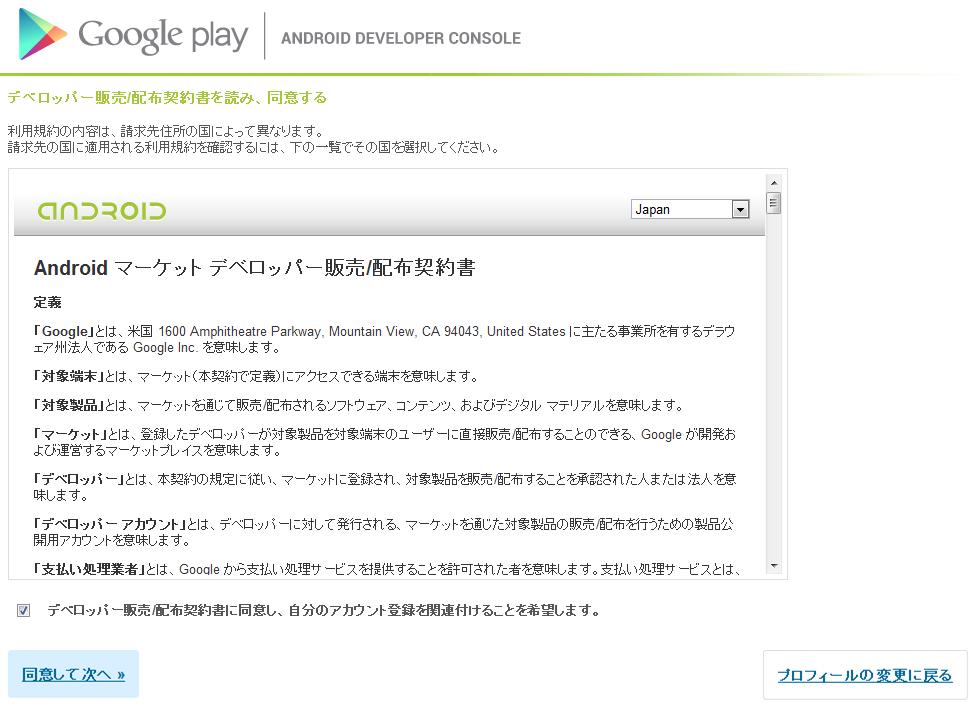 Google play
ANDROID DEVELOPER CONSOLE
デベロッパー販売/配布契約書を読み、同意する
利用規約の内容は、請求先住所の国によって異なります。
請求先の国に適用される利用規約を確認するには、下の一覧でその国を選択してください。
ANDROID
Japan
Android マーケット デベロッパー販売/配布契約書
定義
「Google」とは、米国 1600 Amphitheatre Parkway, Mountain View, CA 94043, United States に主たる事業所を有するデラウ
ェア州法人である Google Inc. を意味します。
「対象端末」とは、マーケット（本契約で定義）にアクセスできる端末を意味します。
「対象製品」とは、マーケットを通じて販売/配布されるソフトウェア、コンテンツ、およびデジタル マテリアルを意味します。
「マーケット」とは、登録したデベロッパーが対象製品を対象端末のユーザーに直接販売/配布することのできる、Google が開発お
よび運営するマーケットプレイスを意味します。
「デベロッパー」とは、本契約の規定に従い、マーケットに登録され、対象製品を販売/配布することを承認された人または法人を意
味します。
「デベロッパー アカウント」とは、デベロッパーに対して発行される、マーケットを通じた対象製品の販売/配布を行うための製品公
開用アカウントを意味します。
「支払い処理業者」とは、Google から支払い処理サービスを提供することを許可された者を意味します。支払い処理サービスとは、
デベロッパー販売/配布契約書に同意し、自分のアカウント登録を関連付けることを希望します。
同意して次へ »
プロフィールの変更に戻る